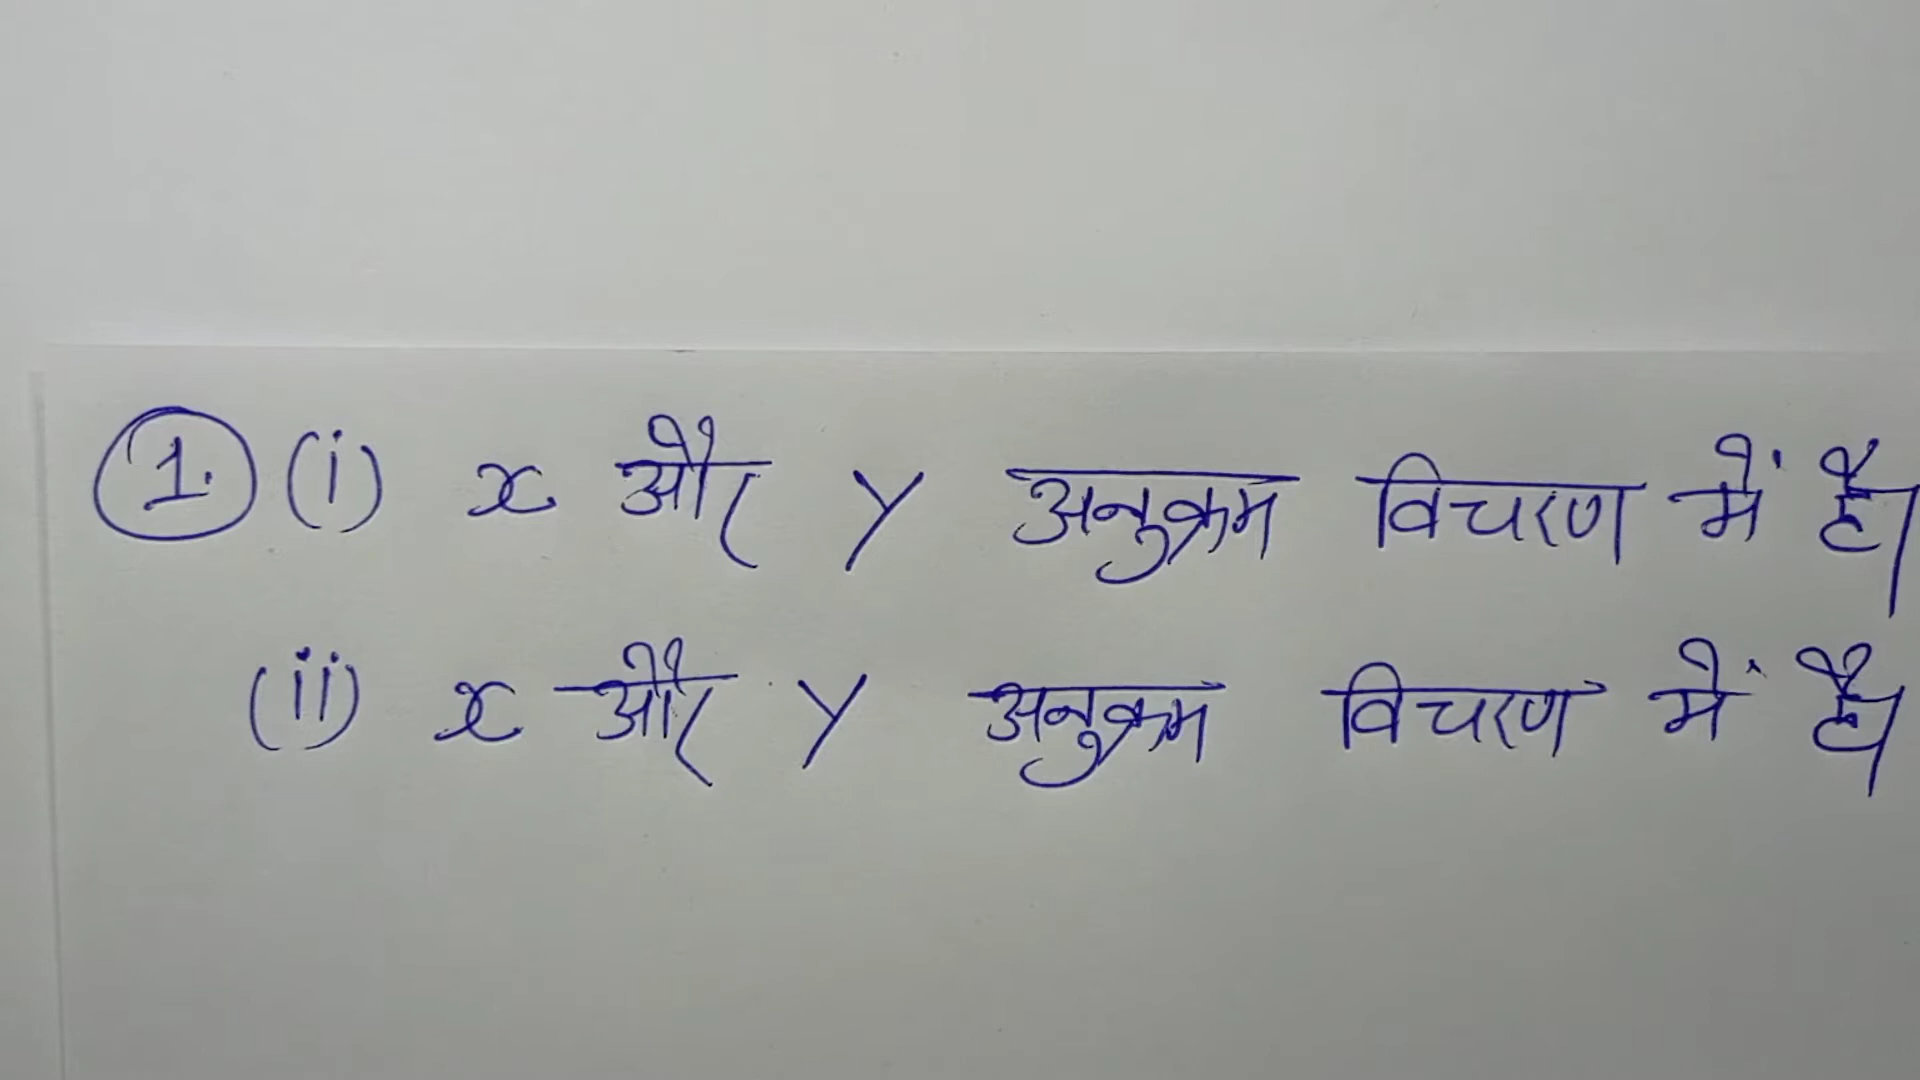 1. (i) x और y अनुक्रम विचरण में है।
(ii) x और y अनुक्रम विचरण में है।